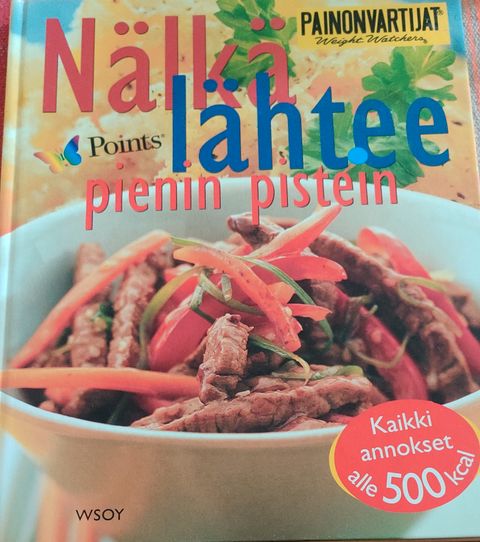 PAINONVARTIJAT
Weight Watchers®
Nälkä
Points®
lähtee
pienin pistein
Kaikki
annokset
alle 500 kcal
WSOY